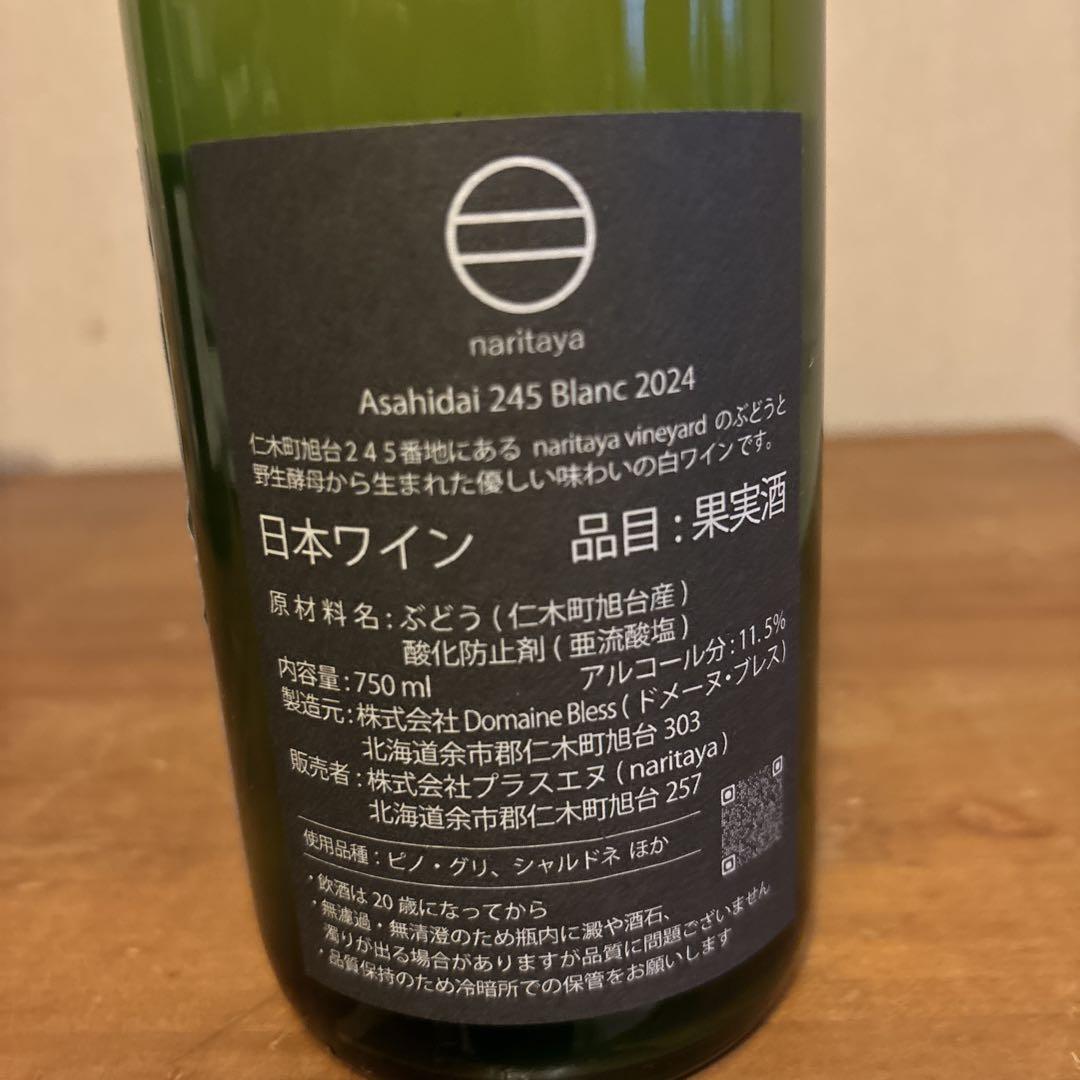 naritaya
Asahidai 245 Blanc 2024
仁木町旭台245番地にある naritaya vineyard のぶどうと
野生酵母から生まれた優しい味わいの白ワインです。
日本ワイン 品目:果実酒
原材料名:ぶどう(仁木町旭台産)
酸化防止剤(亜流酸塩)
内容量:750 ml アルコール分:11.5%
製造元:株式会社 Domaine Bless(ドメーヌ・ブレス)
北海道余市郡仁木町旭台 303
販売者:株式会社プラスエヌ(naritaya)
北海道余市郡仁木町旭台 257
使用品種:ピノ・グリ、シャルドネ ほか
・飲酒は20歳になってから
・無濾過・無清澄のため瓶内に澱や酒石、
濁りが出る場合がありますが品質に問題ございません
・品質保持のため冷暗所での保管をお願いします